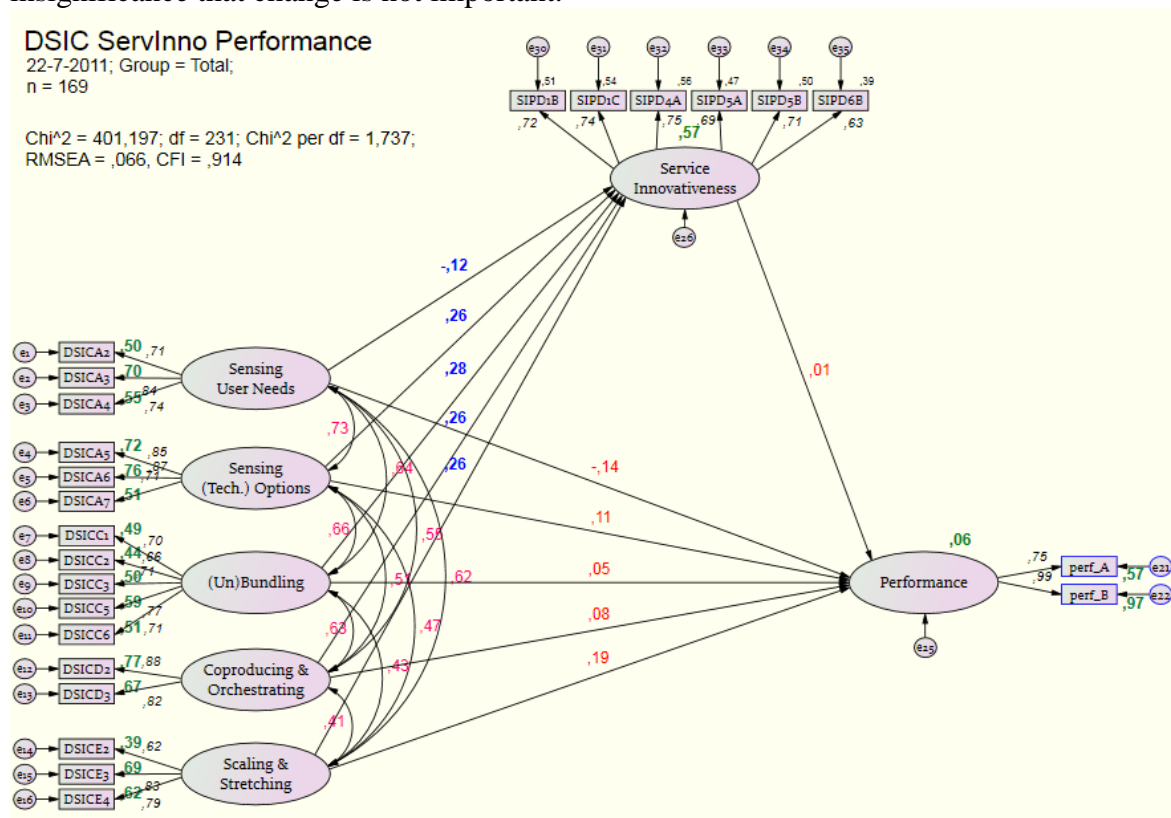 insignificance that change is not important.
DSIC ServInno Performance
22-7-2011; Group = Total;
n = 169
Chi^2 = 401,197; df = 231; Chi^2 per df = 1,737;
RMSEA = ,066, CFI = ,914
e30 e31 e32 e33 e34 e35
,51 ,54 ,56 ,47 ,50 ,39
SIPD1B SIPD1C SIPD4A SIPD5A SIPD5B SIPD6B
,72 ,74 ,75 ,69 ,71 ,63
,57
Service
Innovativeness
e26
-,12
,26
,28
,26
,26
,01
e1 DSICA2 ,50 ,71
e2 DSICA3 ,70 ,84
e3 DSICA4 ,55 ,74
Sensing
User Needs
e4 DSICA5 ,72 ,85
e5 DSICA6 ,76 ,87
e6 DSICA7 ,51 ,71
Sensing
(Tech.) Options
e7 DSICC1 ,49 ,70
e8 DSICC2 ,44 ,66
e9 DSICC3 ,50 ,71
e10 DSICC5 ,59 ,77
e11 DSICC6 ,51 ,71
(Un)Bundling
e12 DSICD2 ,77 ,88
e13 DSICD3 ,67 ,82
Coproducing &
Orchestrating
e14 DSICE2 ,39 ,62
e15 DSICE3 ,69 ,83
e16 DSICE4 ,62 ,79
Scaling &
Stretching
,73
,64
,66
,55
,51
,62
,63
,47
,43
,41
-,14
,11
,05
,08
,19
,06
Performance
e25
,75 perf_A ,57 e21
,99 perf_B ,97 e22